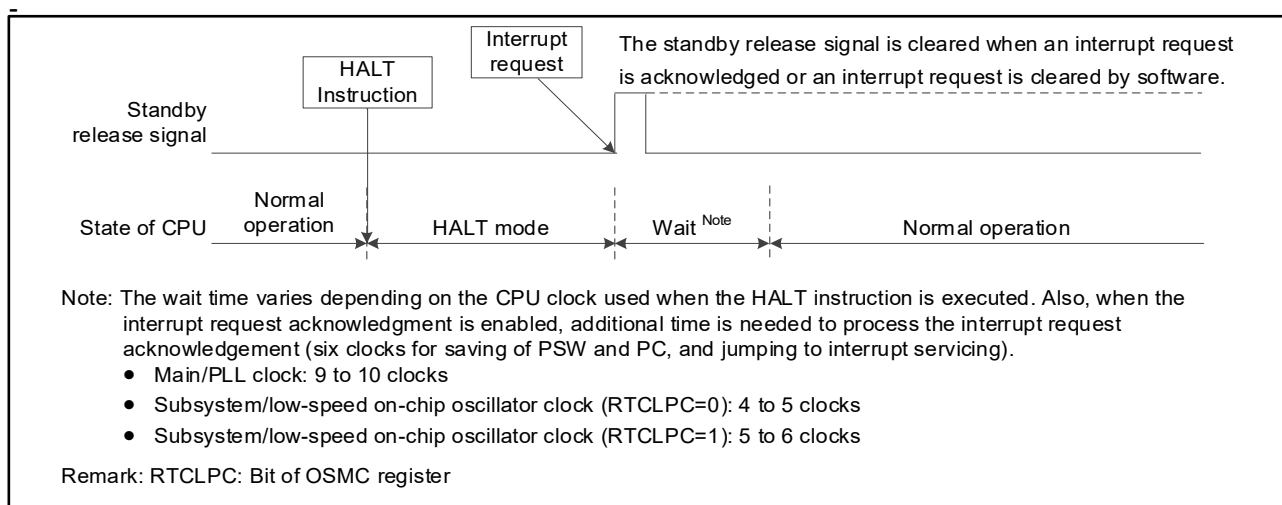 HALT
Instruction
Interrupt
request
The standby release signal is cleared when an interrupt request
is acknowledged or an interrupt request is cleared by software.
Standby
release signal
State of CPU
Normal
operation
HALT mode
Wait Note
Normal operation
Note: The wait time varies depending on the CPU clock used when the HALT instruction is executed. Also, when the
interrupt request acknowledgment is enabled, additional time is needed to process the interrupt request
acknowledgement (six clocks for saving of PSW and PC, and jumping to interrupt servicing).
● Main/PLL clock: 9 to 10 clocks
● Subsystem/low-speed on-chip oscillator clock (RTCLPC=0): 4 to 5 clocks
● Subsystem/low-speed on-chip oscillator clock (RTCLPC=1): 5 to 6 clocks
Remark: RTCLPC: Bit of OSMC register